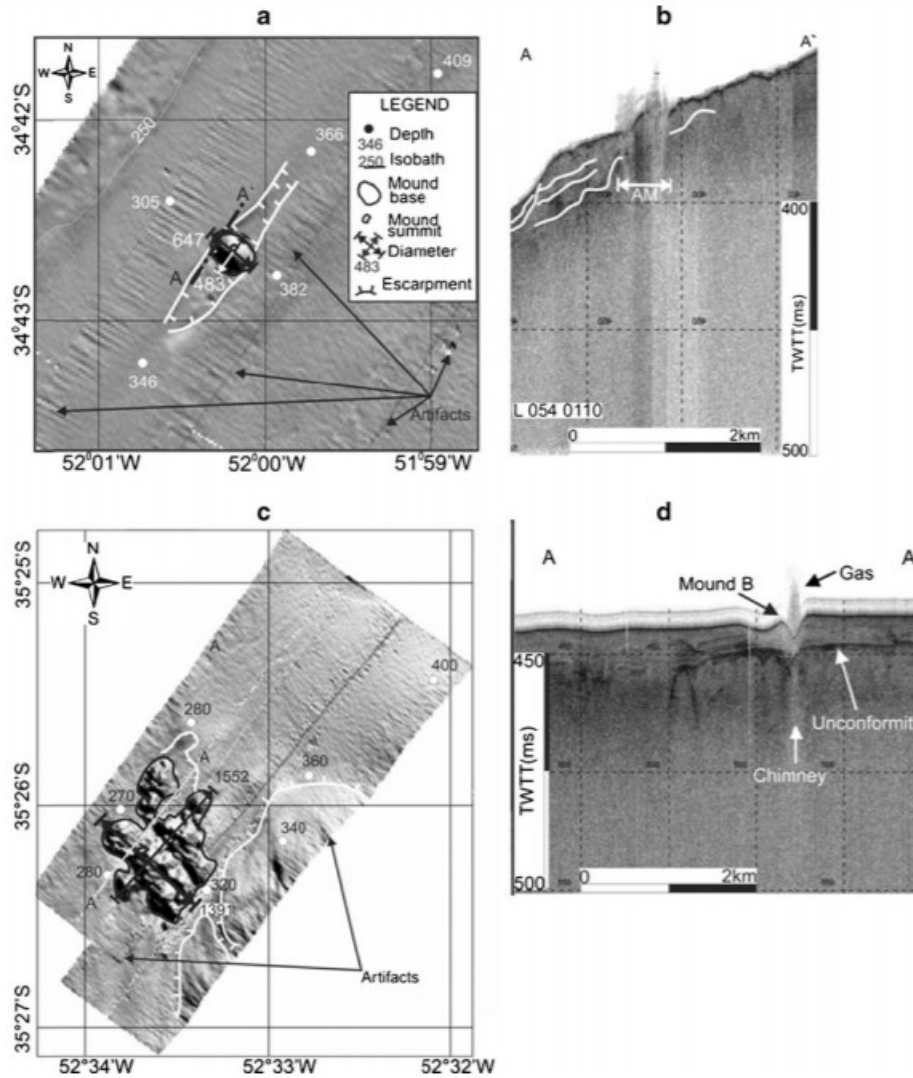 a
N
W E
S
409
34°42'S
250
366
305
A`
647
A
483
382
34°43'S
346
Artifacts
52°01'W 52°00'W 51°59'W
LEGEND
346 Depth
250 Isobath
Mound
base
Mound
summit
Diameter
483
Escarpment
b
A A`
AM
400
TWTT(ms)
L 054 0110
0 2km
500
c
N
W E
S
35°25'S
A
400
280
A
1552
360
35°26'S
270
340
280
320
A`
1391
Artifacts
35°27'S
52°34'W 52°33'W 52°32'W
d
A A
Gas
Mound B
450
Unconformit
Chimney
TWTT(ms)
0 2km
500